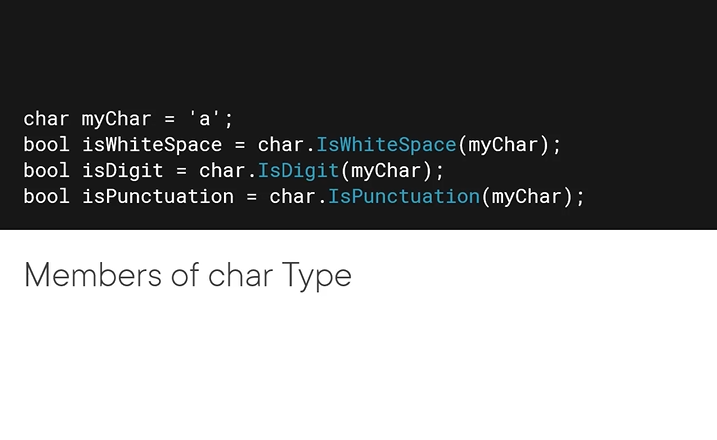 char myChar = 'a';
bool isWhiteSpace = char.IsWhiteSpace(myChar);
bool isDigit = char.IsDigit(myChar);
bool isPunctuation = char.IsPunctuation(myChar);
Members of char Type